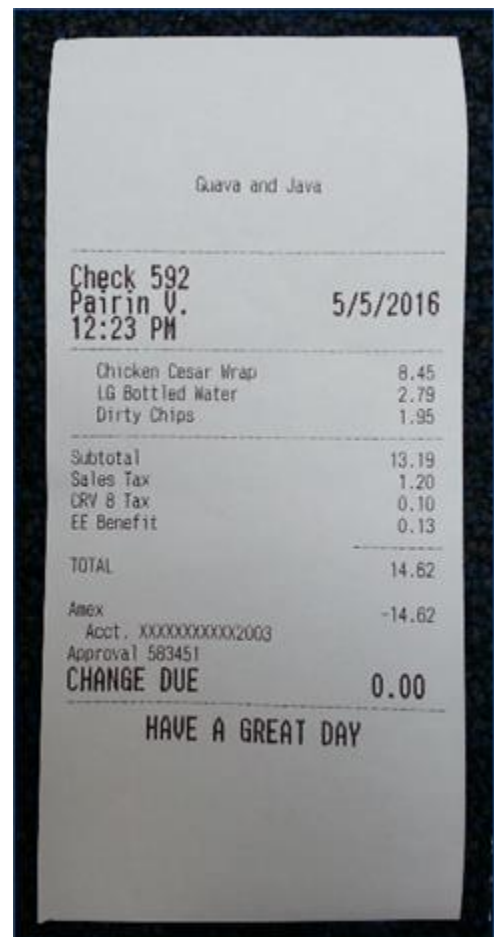 Guava and Java
Check 592
Pairin V.
12:23 PM 5/5/2016
Chicken Cesar Wrap 8.45
LG Bottled Water 2.79
Dirty Chips 1.95
Subtotal 13.19
Sales Tax 1.20
CRV 8 Tax 0.10
EE Benefit 0.13
TOTAL 14.62
Amex -14.62
Acct. XXXXXXXXXXX2003
Approval 583451
CHANGE DUE 0.00
HAVE A GREAT DAY